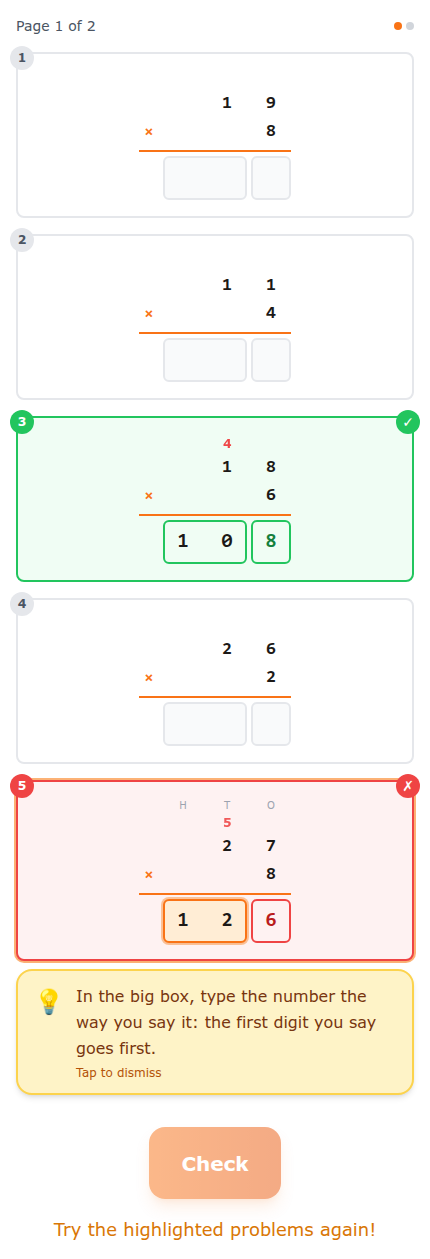 Page 1 of 2
1
1 9
× 8
2
1 1
× 4
3
✓
4
1 8
× 6
1 0 8
4
2 6
× 2
5
✗
H T O
5
2 7
× 8
1 2 6
💡 In the big box, type the number the
way you say it: the first digit you say
goes first.
Tap to dismiss
Check
Try the highlighted problems again!